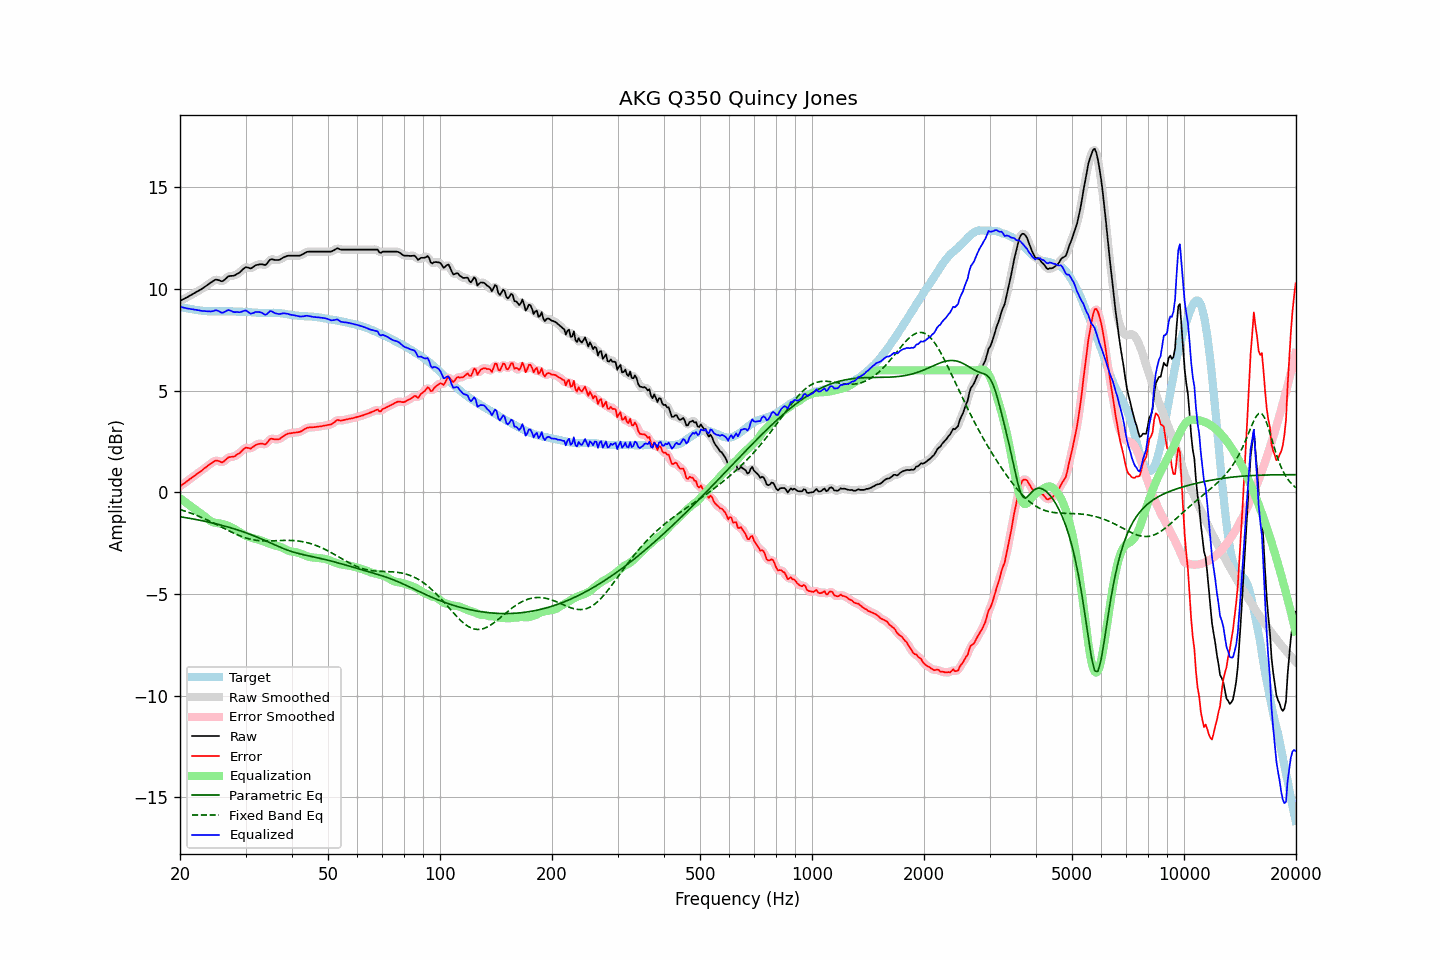 AKG Q350 Quincy Jones
Amplitude (dBr)
15
10
5
0
−5
−10
−15
Target
Raw Smoothed
Error Smoothed
Raw
Error
Equalization
Parametric Eq
Fixed Band Eq
Equalized
20 50 100 200 500 1000 2000 5000 10000 20000
Frequency (Hz)